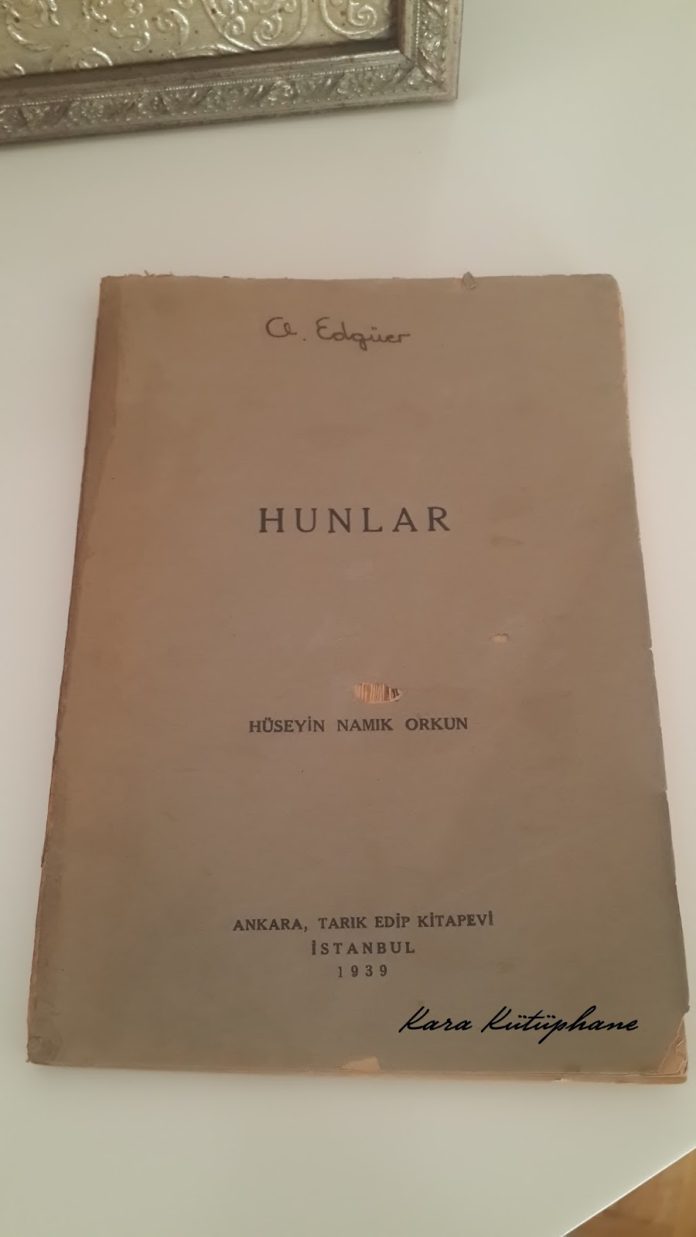 A. Edgüer
HUNLAR
HÜSEYİN NAMIK ORKUN
ANKARA, TARIK EDİP KİTAPEVİ
İSTANBUL
1939
Kara Kütüphane